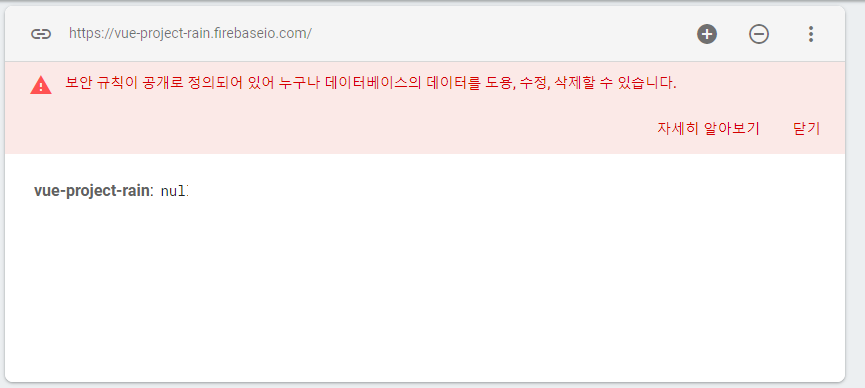 https://vue-project-rain.firebaseio.com/
보안 규칙이 공개로 정의되어 있어 누구나 데이터베이스의 데이터를 도용, 수정, 삭제할 수 있습니다.
자세히 알아보기 닫기
vue-project-rain: null